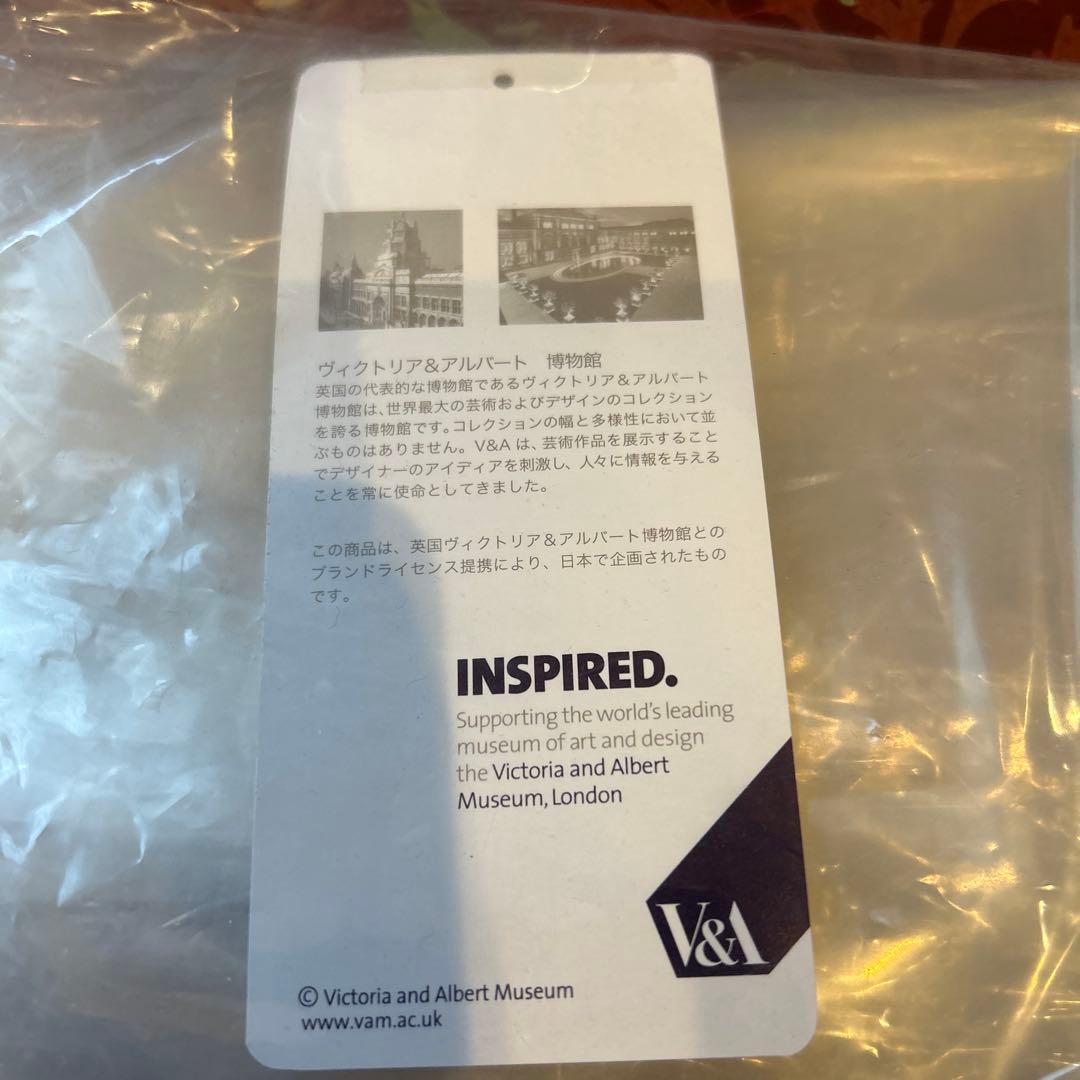 ヴィクトリア＆アルバート　博物館
英国の代表的な博物館であるヴィクトリア＆アルバート
博物館は、世界最大の芸術およびデザインのコレクション
を誇る博物館です。コレクションの幅と多様性において並
ぶものはありません。V&A は、芸術作品を展示すること
でデザイナーのアイディアを刺激し、人々に情報を与える
ことを常に使命としてきました。
この商品は、英国ヴィクトリア＆アルバート博物館との
ブランドライセンス提携により、日本で企画されたもの
です。
INSPIRED.
Supporting the world's leading
museum of art and design
the Victoria and Albert
Museum, London
V&A
© Victoria and Albert Museum
www.vam.ac.uk